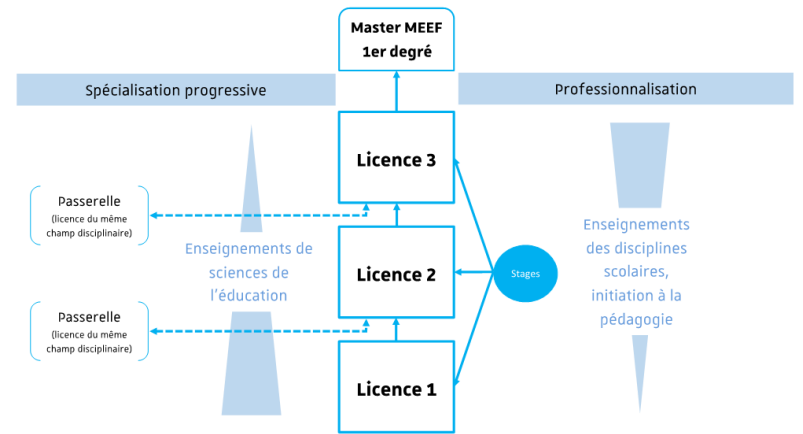 Master MEEF
1er degré
Spécialisation progressive
Professionnalisation
Licence 3
Passerelle
(licence du même
champ disciplinaire)
Enseignements de
sciences de
l'éducation
Licence 2
Stages
Enseignements
des disciplines
scolaires,
initiation à la
pédagogie
Passerelle
(licence du même
champ disciplinaire)
Licence 1